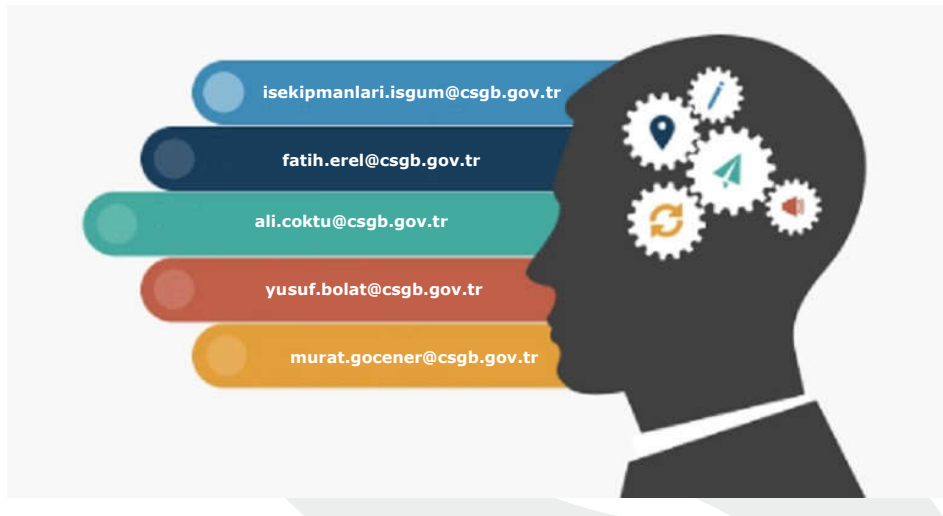 isekipmanlari.isgum@csgb.gov.tr
fatih.erel@csgb.gov.tr
ali.coktu@csgb.gov.tr
yusuf.bolat@csgb.gov.tr
murat.gocener@csgb.gov.tr